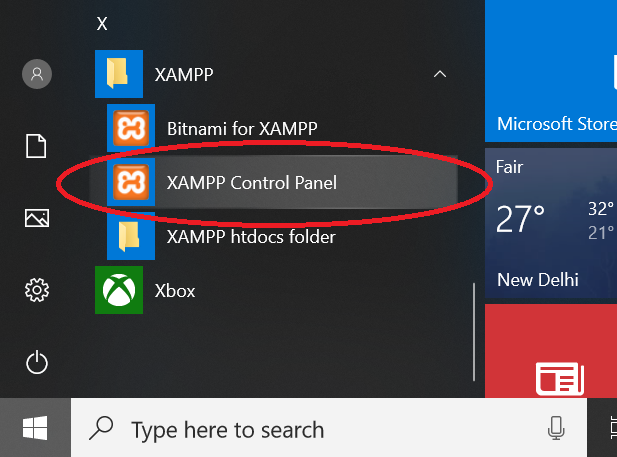 X
XAMPP
Bitnami for XAMPP
XAMPP Control Panel
XAMPP htdocs folder
Xbox
Microsoft Store
Fair
27°
32°
21°
New Delhi
Type here to search